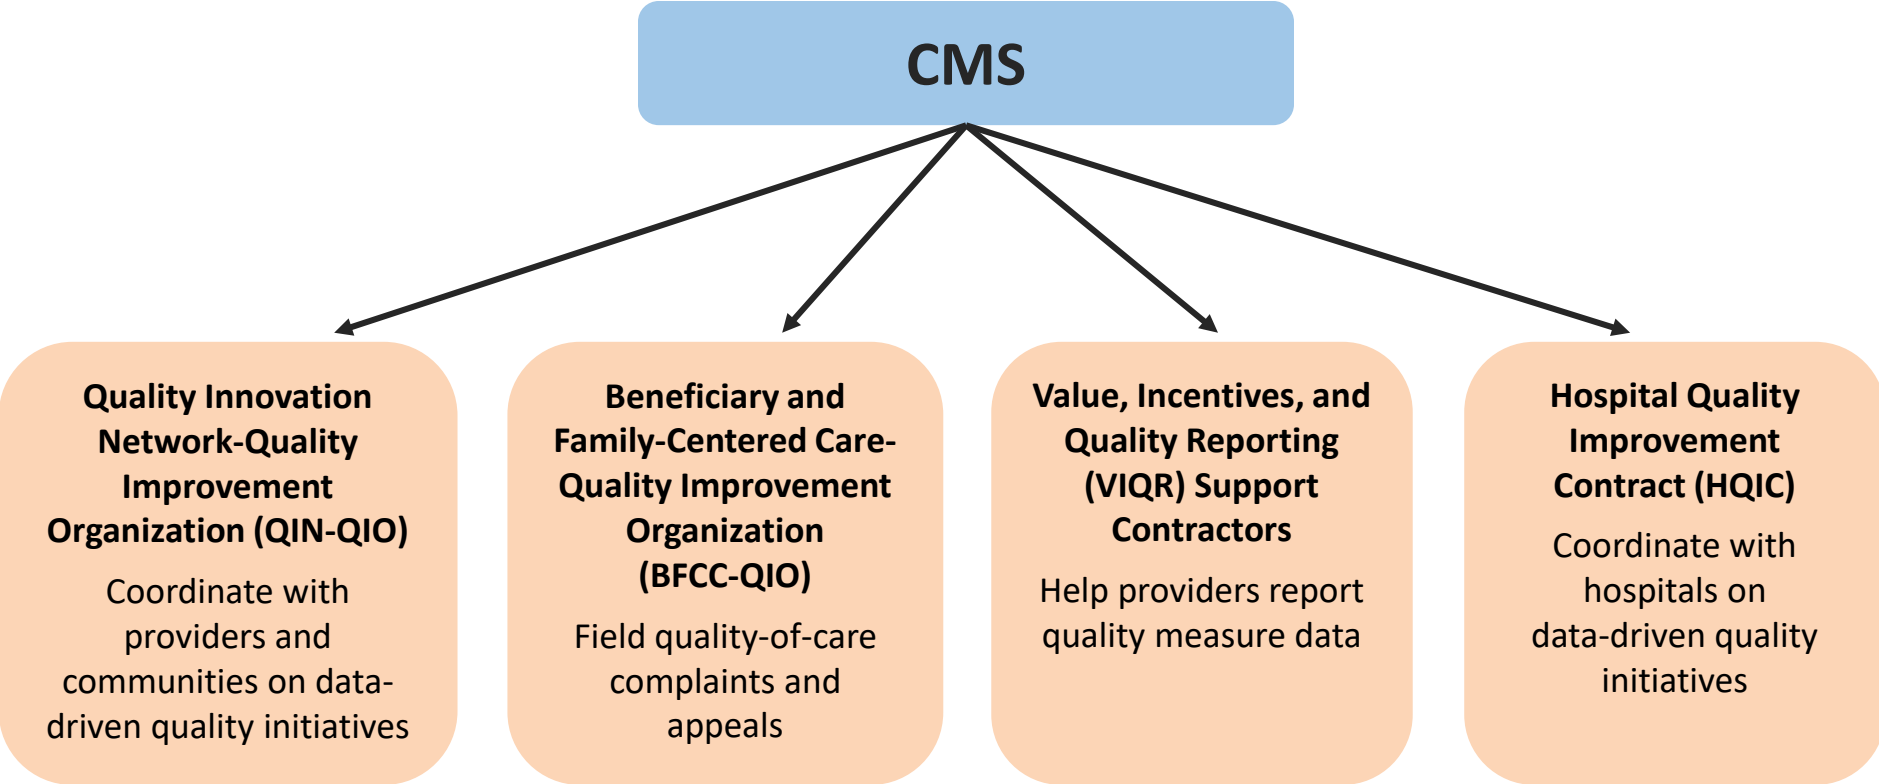 CMS
Quality Innovation
Network-Quality
Improvement
Organization (QIN-QIO)
Coordinate with
providers and
communities on data-
driven quality initiatives
Beneficiary and
Family-Centered Care-
Quality Improvement
Organization
(BFCC-QIO)
Field quality-of-care
complaints and
appeals
Value, Incentives, and
Quality Reporting
(VIQR) Support
Contractors
Help providers report
quality measure data
Hospital Quality
Improvement
Contract (HQIC)
Coordinate with
hospitals on
data-driven quality
initiatives